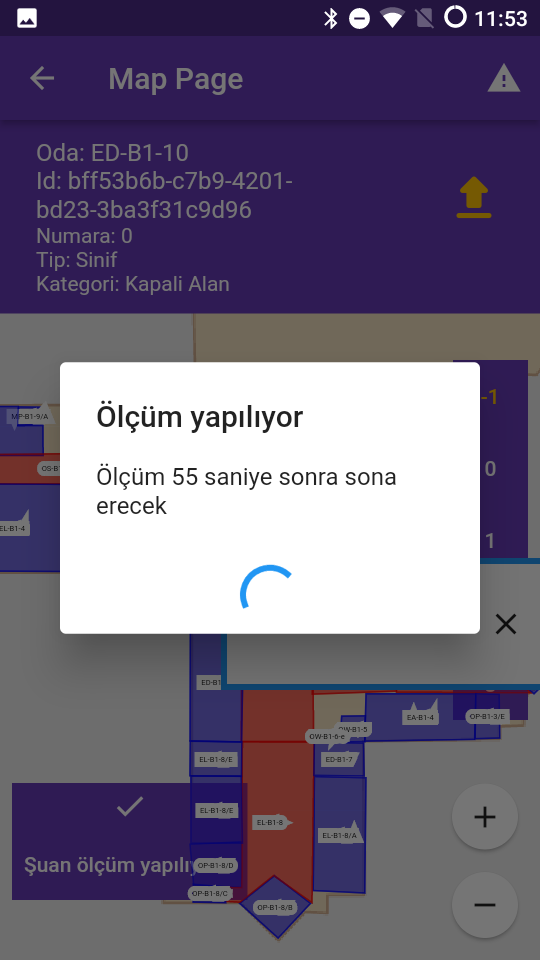 11:53
Map Page
Oda: ED-B1-10
Id: bff53b6b-c7b9-4201-
bd23-3ba3f31c9d96
Numara: 0
Tip: Sinif
Kategori: Kapali Alan
-1
MP-B1-9/A
Ölçüm yapılıyor
OS-B1
0
Ölçüm 55 saniye sonra sona
erecek
EL-B1-4
1
ED-B1
EA-B1-4
OP-B1-3/E
OW-B1-5
OW-B1-6-e
EL-B1-8/E
ED-B1-7
EL-B1-8/E
EL-B1-8
EL-B1-8/A
Şuan ölçüm yapılıy
OP-B1-8/D
OP-B1-8/C
OP-B1-8/B